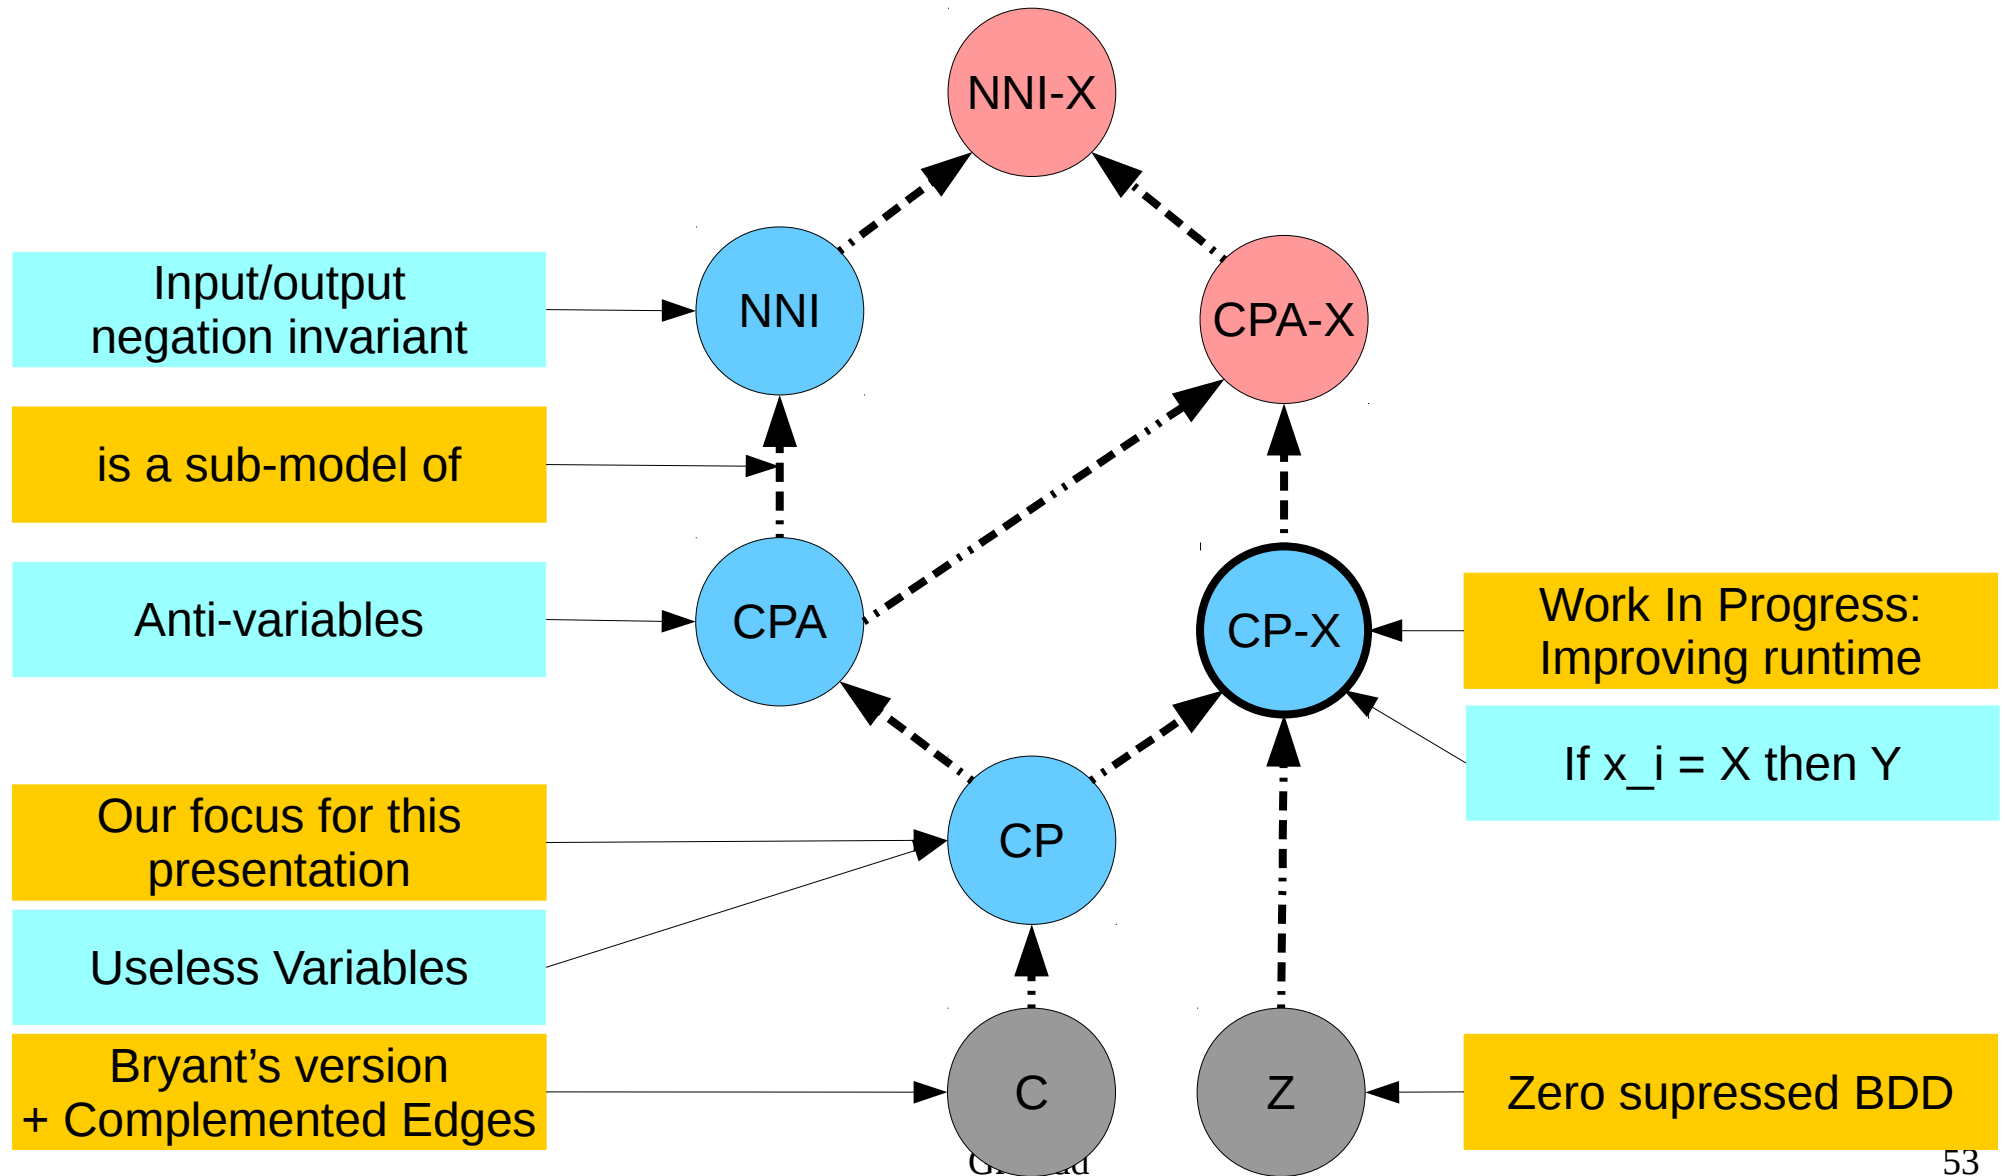 NNI-X
Input/output
negation invariant
NNI
CPA-X
is a sub-model of
Anti-variables
CPA
CP-X
Work In Progress:
Improving runtime
If x_i = X then Y
Our focus for this
presentation
CP
Useless Variables
Bryant’s version
+ Complemented Edges
C
Z
Zero supressed BDD
53